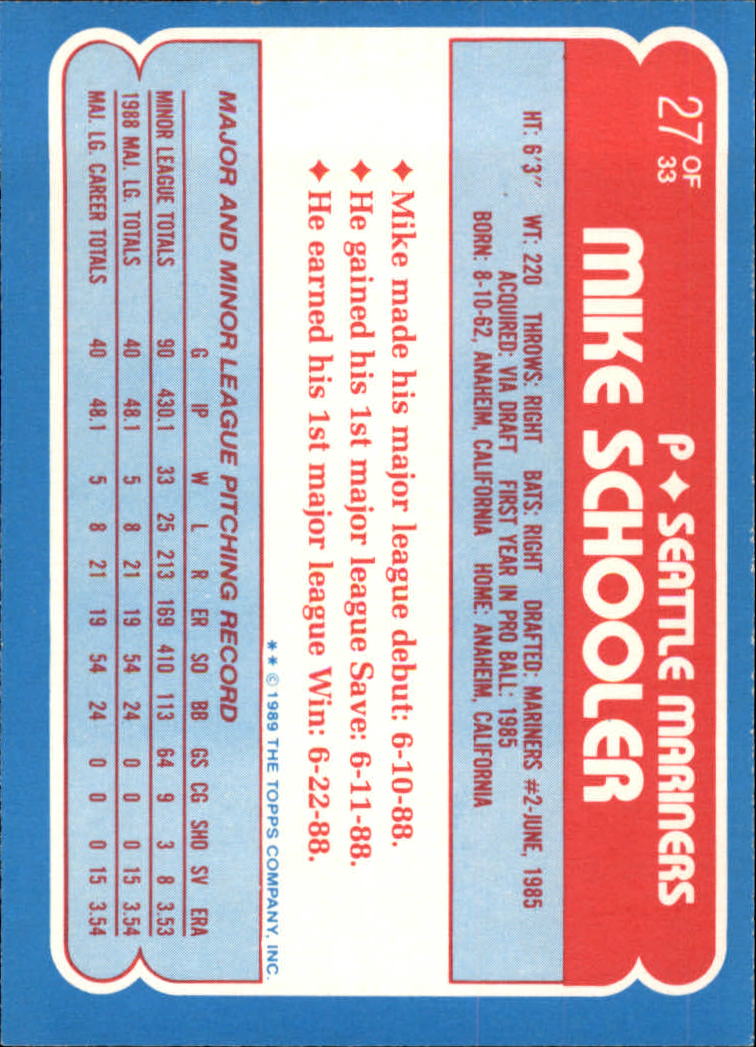 27 OF 33
P ♦ SEATTLE MARINERS
MIKE SCHOOLER
HT: 6'3" WT: 220 THROWS: RIGHT BATS: RIGHT DRAFTED: MARINERS #2-JUNE, 1985
ACQUIRED: VIA DRAFT FIRST YEAR IN PRO BALL: 1985
BORN: 8-10-62, ANAHEIM, CALIFORNIA HOME: ANAHEIM, CALIFORNIA
♦ Mike made his major league debut: 6-10-88.
♦ He gained his 1st major league Save: 6-11-88.
♦ He earned his 1st major league Win: 6-22-88.
** © 1989 THE TOPPS COMPANY, INC.
MAJOR AND MINOR LEAGUE PITCHING RECORD
G IP W L R ER SO BB GS CG SHO SV ERA
MINOR LEAGUE TOTALS 90 430.1 33 25 213 169 410 113 64 9 3 8 3.53
1988 MAJ. LG. TOTALS 40 48.1 5 8 21 19 54 24 0 0 0 15 3.54
MAJ. LG. CAREER TOTALS 40 48.1 5 8 21 19 54 24 0 0 0 15 3.54